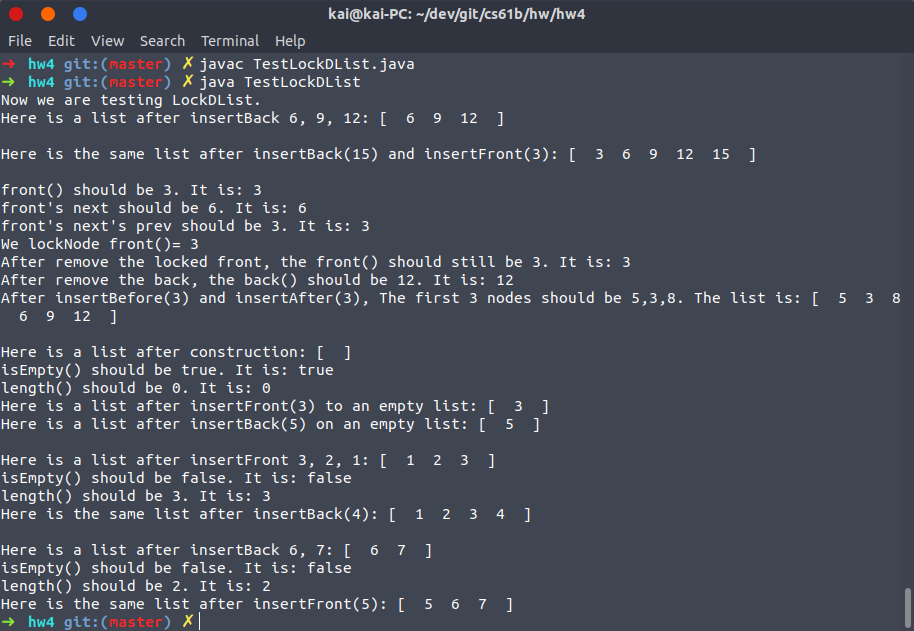 kai@kai-PC: ~/dev/git/cs61b/hw/hw4
File Edit View Search Terminal Help
➜  hw4 git:(master) ✗ javac TestLockDList.java
➜  hw4 git:(master) ✗ java TestLockDList
Now we are testing LockDList.
Here is a list after insertBack 6, 9, 12: [  6  9  12  ]
Here is the same list after insertBack(15) and insertFront(3): [  3  6  9  12  15  ]
front() should be 3. It is: 3
front's next should be 6. It is: 6
front's next's prev should be 3. It is: 3
We lockNode front()= 3
After remove the locked front, the front() should still be 3. It is: 3
After remove the back, the back() should be 12. It is: 12
After insertBefore(3) and insertAfter(3), The first 3 nodes should be 5,3,8. The list is: [  5  3  8
  6  9  12  ]
Here is a list after construction: [  ]
isEmpty() should be true. It is: true
length() should be 0. It is: 0
Here is a list after insertFront(3) to an empty list: [  3  ]
Here is a list after insertBack(5) on an empty list: [  5  ]
Here is a list after insertFront 3, 2, 1: [  1  2  3  ]
isEmpty() should be false. It is: false
length() should be 3. It is: 3
Here is the same list after insertBack(4): [  1  2  3  4  ]
Here is a list after insertBack 6, 7: [  6  7  ]
isEmpty() should be false. It is: false
length() should be 2. It is: 2
Here is the same list after insertFront(5): [  5  6  7  ]
➜  hw4 git:(master) ✗